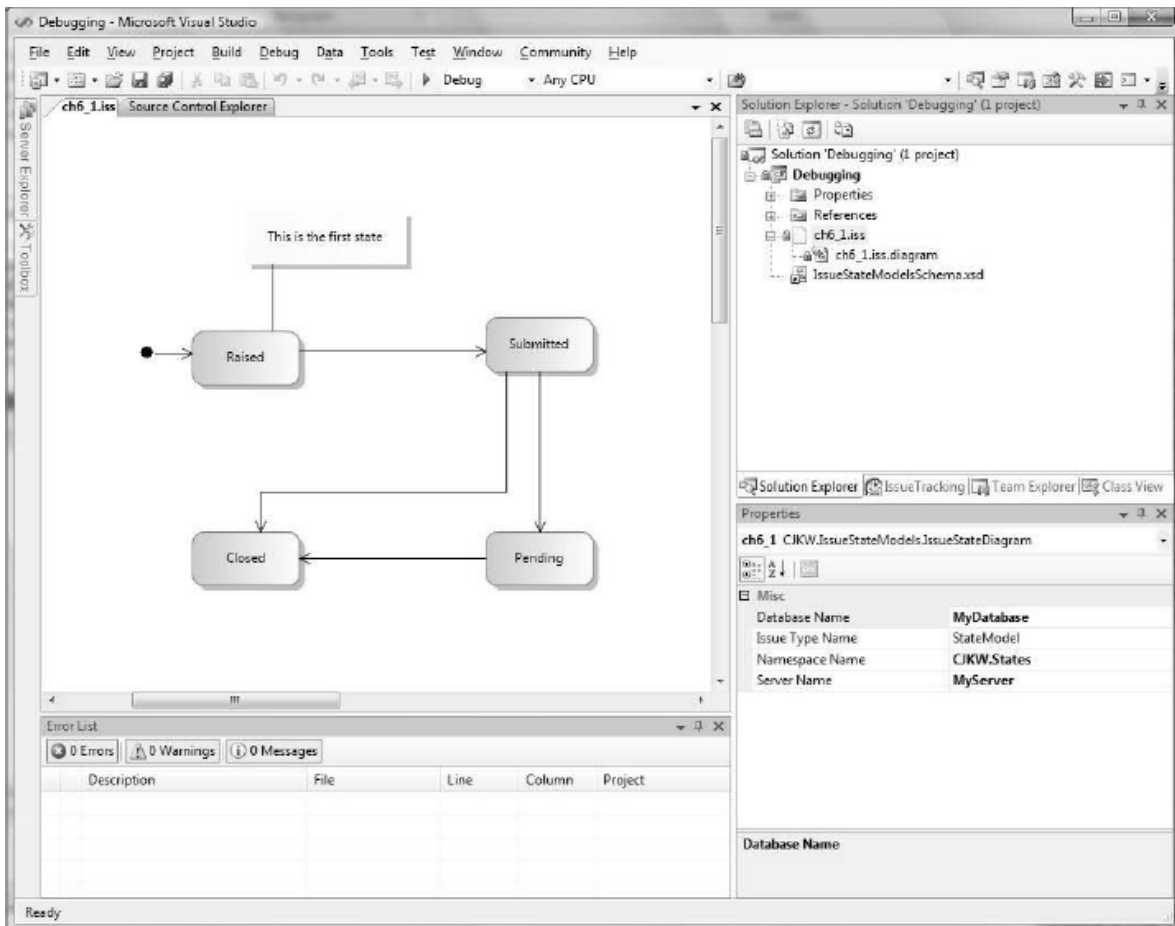 Debugging - Microsoft Visual Studio
File Edit View Project Build Debug Data Tools Test Window Community Help
Debug Any CPU
Server Explorer
Toolbox
ch6_1.iss Source Control Explorer
This is the first state
Raised
Submitted
Closed
Pending
Error List
0 Errors 0 Warnings 0 Messages
Description File Line Column Project
Solution Explorer - Solution 'Debugging' (1 project)
Solution 'Debugging' (1 project)
Debugging
Properties
References
ch6_1.iss
ch6_1.iss.diagram
IssueStateModelsSchema.xsd
Solution Explorer IssueTracking Team Explorer Class View
Properties
ch6_1 CJKW.IssueStateModels.IssueStateDiagram
Misc
Database Name MyDatabase
Issue Type Name StateModel
Namespace Name CJKW.States
Server Name MyServer
Database Name
Ready